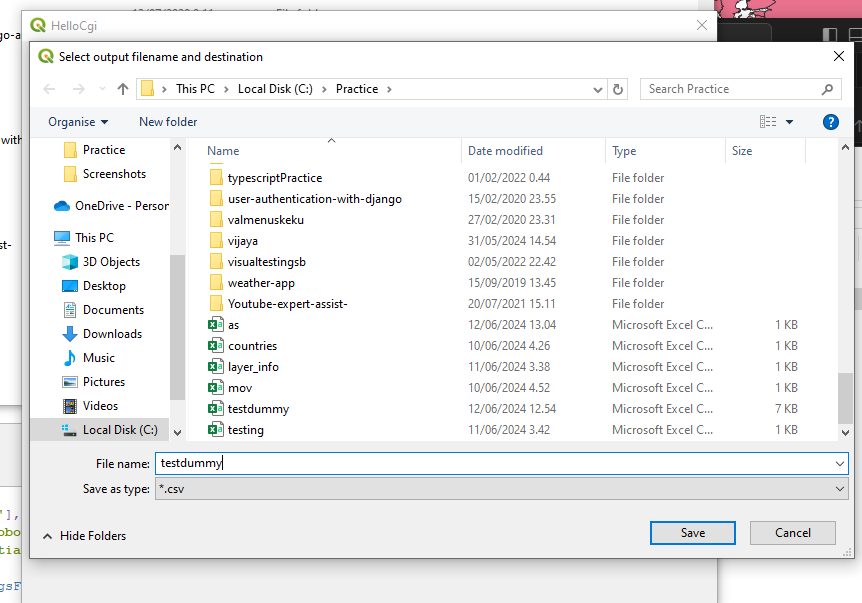 HelloCgi
Select output filename and destination
This PC
Local Disk (C:)
Practice
Search Practice
Organise
New folder
Name
Date modified
Type
Size
Practice
Screenshots
OneDrive - Person
This PC
3D Objects
Desktop
Documents
Downloads
Music
Pictures
Videos
Local Disk (C:)
typescriptPractice 01/02/2022 0.44 File folder
user-authentication-with-django 15/02/2020 23.55 File folder
valmenuskeku 27/02/2020 23.31 File folder
vijaya 31/05/2024 14.54 File folder
visualtestingsb 02/05/2022 22.42 File folder
weather-app 15/09/2019 13.45 File folder
Youtube-expert-assist- 20/07/2021 15.11 File folder
as 12/06/2024 13.04 Microsoft Excel C... 1 KB
countries 10/06/2024 4.26 Microsoft Excel C... 1 KB
layer_info 11/06/2024 3.38 Microsoft Excel C... 1 KB
mov 10/06/2024 4.52 Microsoft Excel C... 1 KB
testdummy 12/06/2024 12.54 Microsoft Excel C... 7 KB
testing 11/06/2024 3.42 Microsoft Excel C... 1 KB
File name: testdummy
Save as type: *.csv
Hide Folders
Save
Cancel